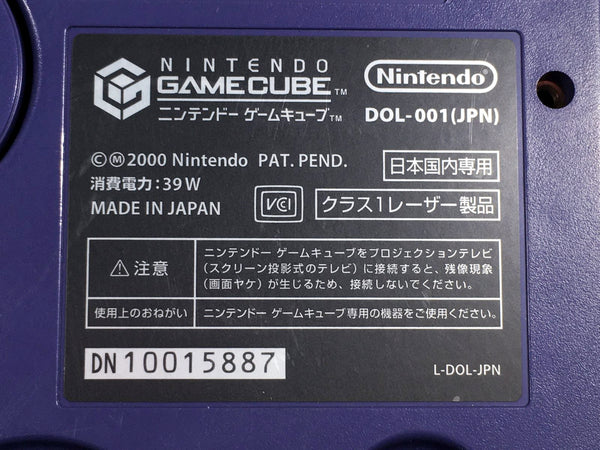 NINTENDO
GAMECUBE™
ニンテンドー ゲームキューブ™
Nintendo®
DOL-001(JPN)
©Ⓜ2000 Nintendo PAT. PEND.
日本国内専用
消費電力:39W
MADE IN JAPAN
VCI
クラス1レーザー製品
⚠注意
ニンテンドー ゲームキューブをプロジェクションテレビ
(スクリーン投影式のテレビ)に接続すると、残像現象
(画面ヤケ)が生じるため、接続しないでください。
使用上のおねがい
ニンテンドー ゲームキューブ専用の機器をご使用ください。
DN10015887
L-DOL-JPN